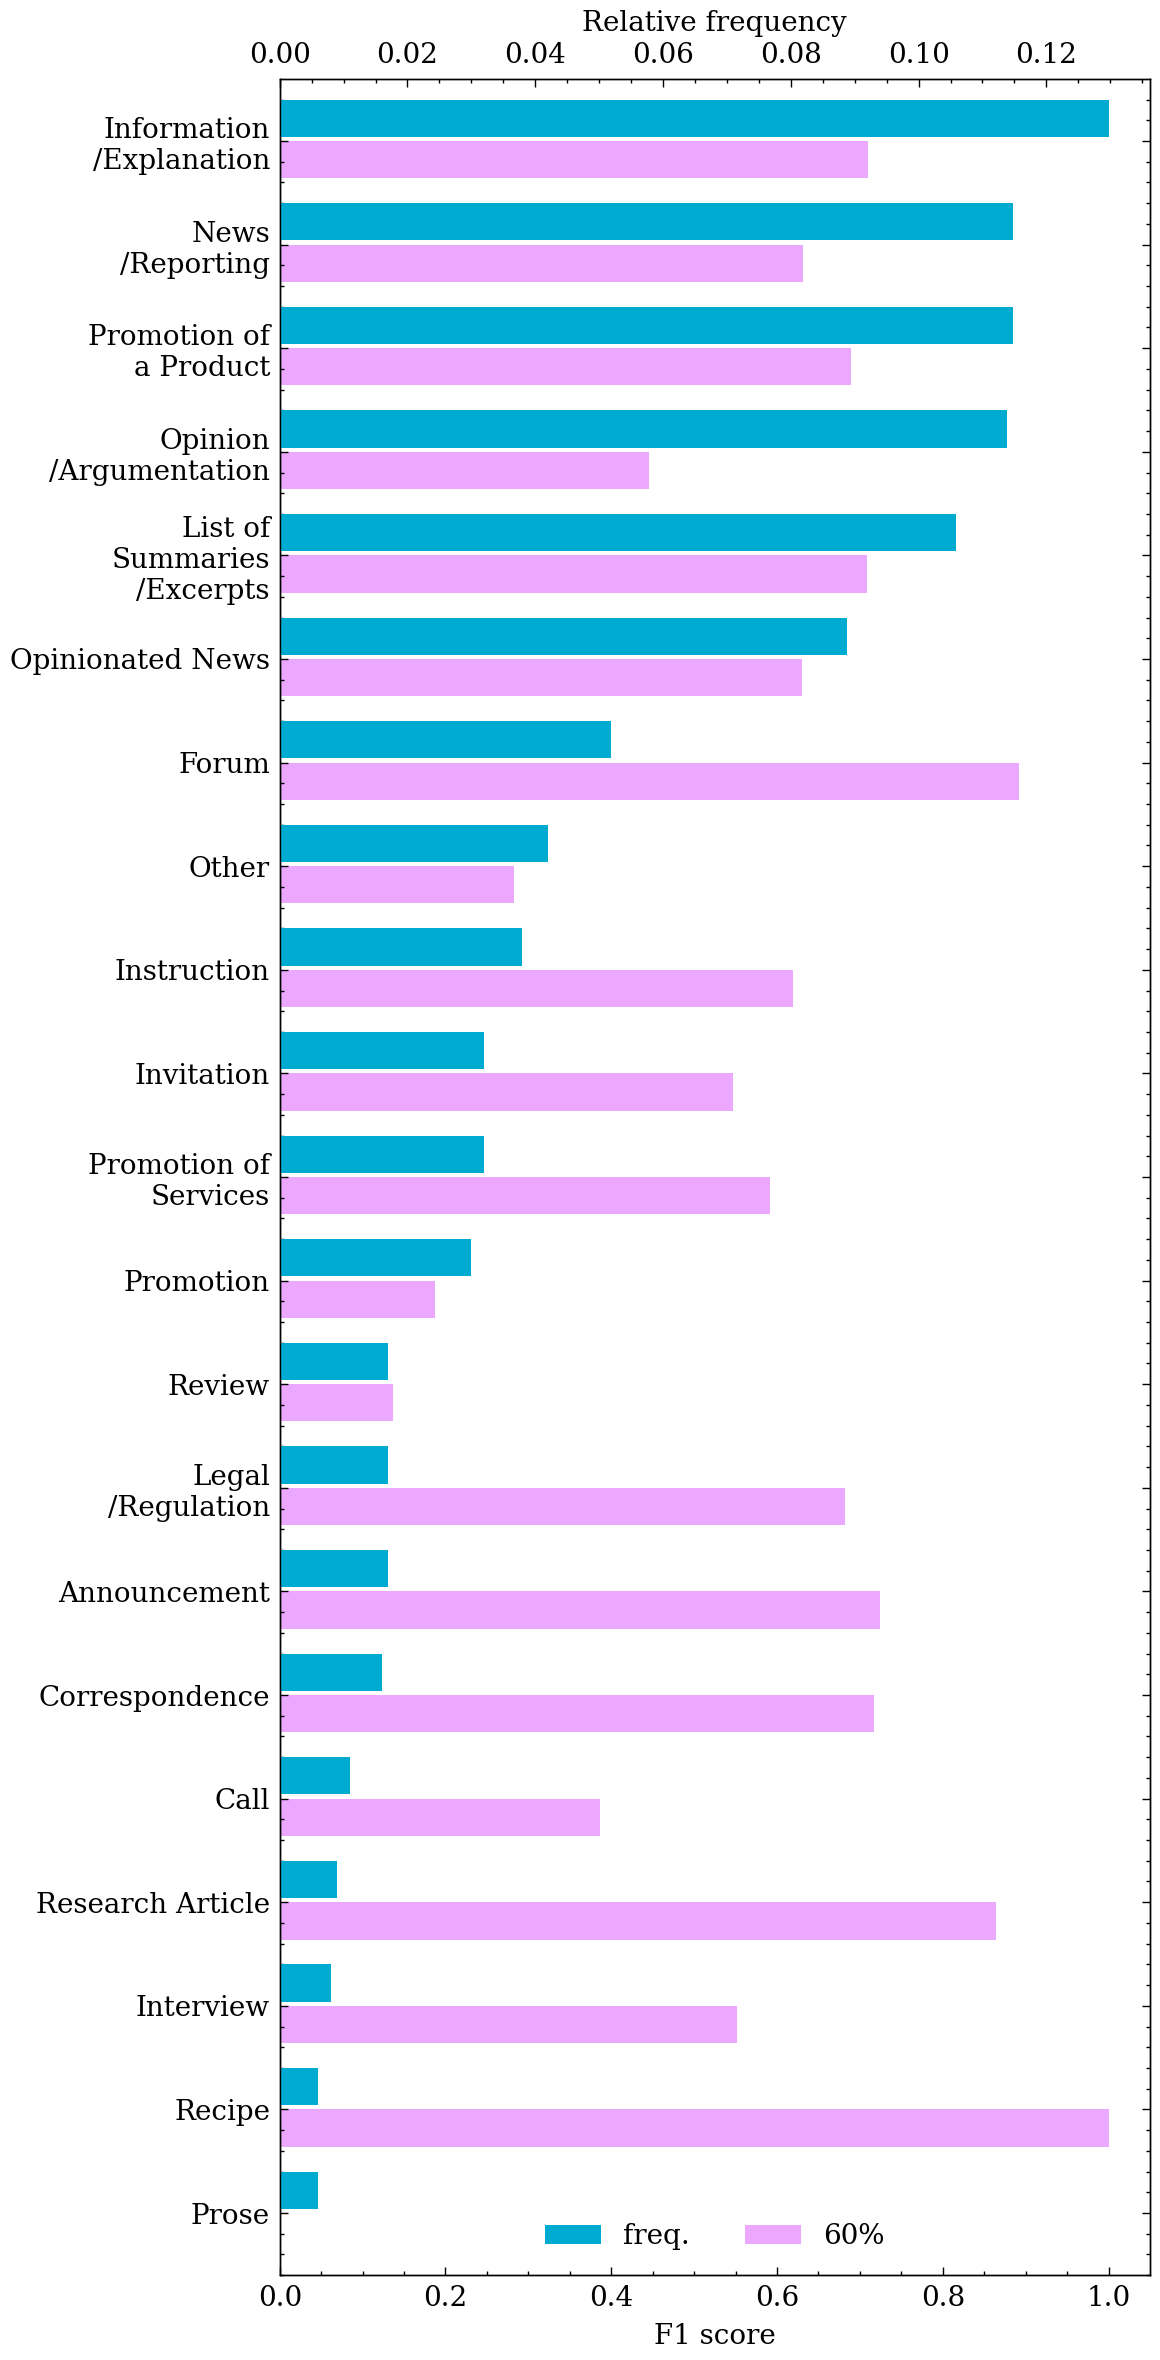 Relative frequency
0.00 0.02 0.04 0.06 0.08 0.10 0.12
Information
/Explanation
News
/Reporting
Promotion of
a Product
Opinion
/Argumentation
List of
Summaries
/Excerpts
Opinionated News
Forum
Other
Instruction
Invitation
Promotion of
Services
Promotion
Review
Legal
/Regulation
Announcement
Correspondence
Call
Research Article
Interview
Recipe
Prose
freq. 60%
0.0 0.2 0.4 0.6 0.8 1.0
F1 score